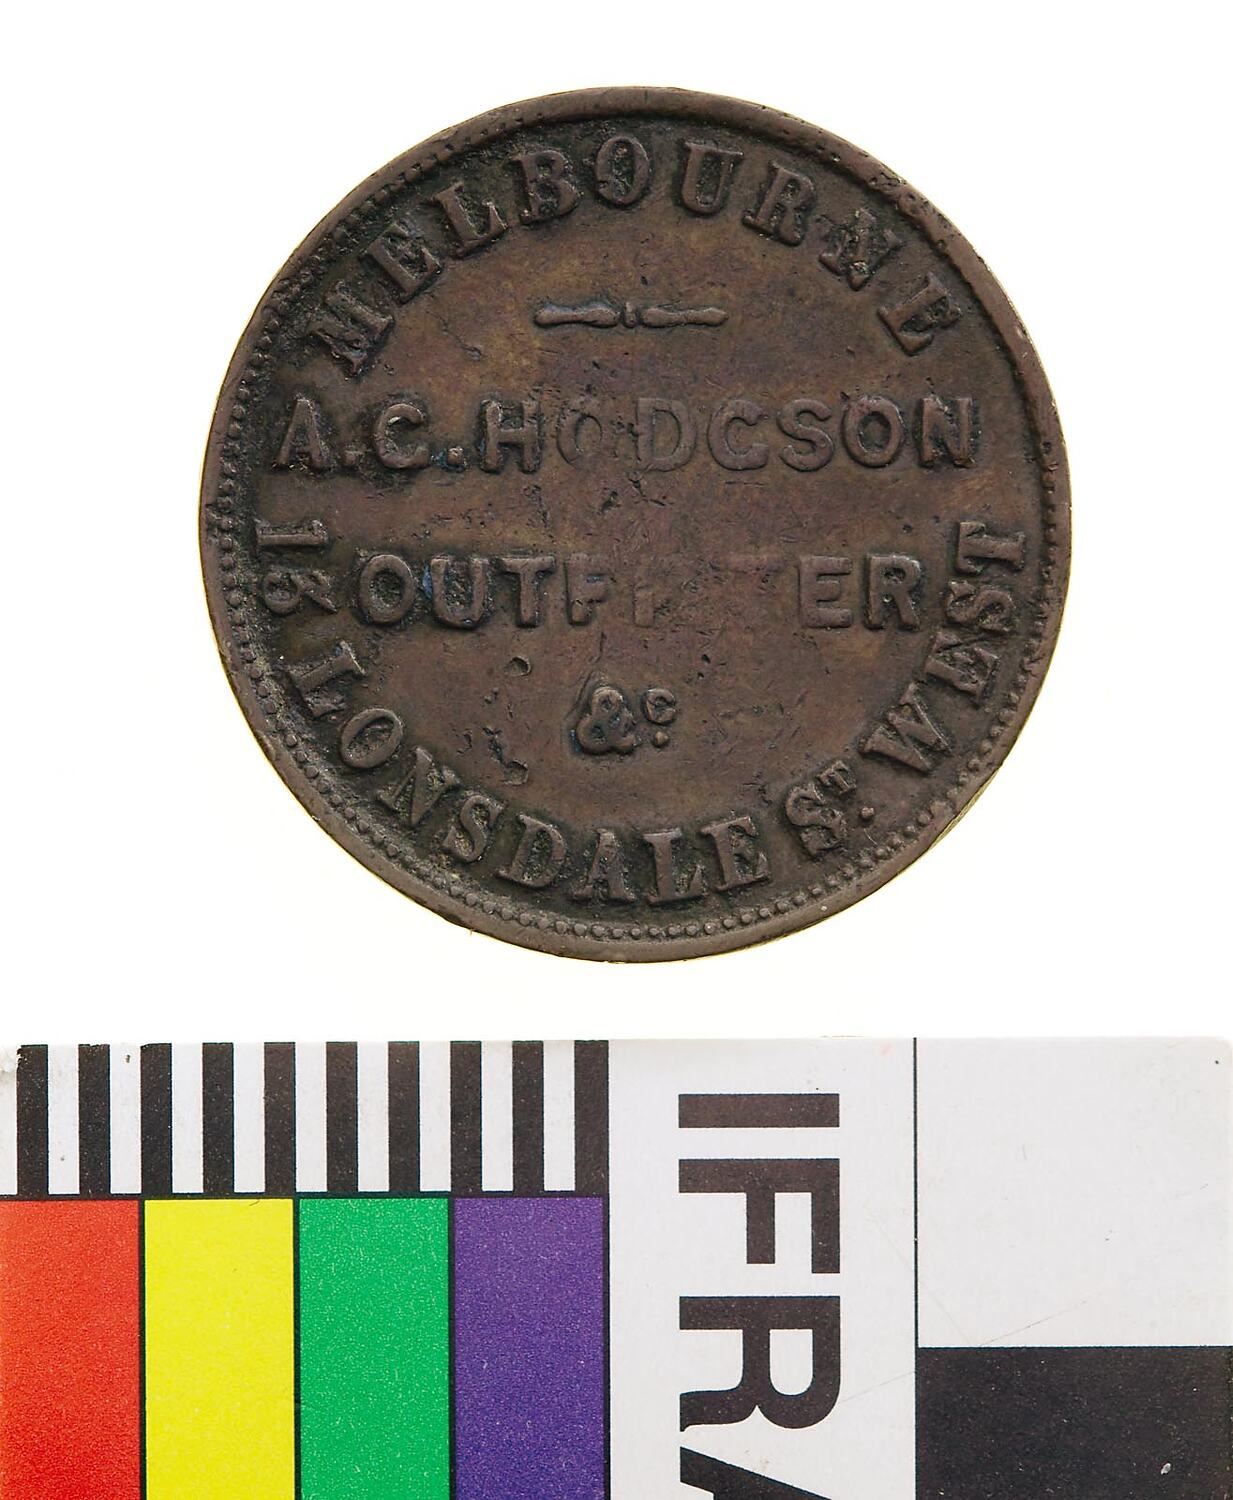 MELBOURNE
A.C.HODGSON
OUTFITTER
&c.
13 LONSDALE ST. WEST
IFRA